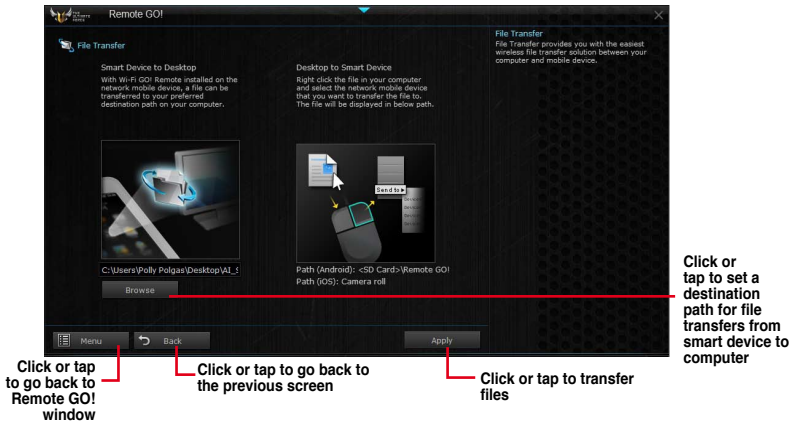 THE
ULTIMATE
SERIES
Remote GO!
File Transfer
Smart Device to Desktop
With Wi-Fi GO! Remote installed on the
network mobile device, a file can be
transferred to your preferred
destination path on your computer.
Desktop to Smart Device
Right click the file in your computer
and select the network mobile device
that you want to transfer the file to.
The file will be displayed in below path.
File Transfer
File Transfer provides you with the easiest
wireless file transfer solution between your
computer and mobile device.
Send to
C:\Users\Polly Polgas\Desktop\AI_S
Browse
Path (Android): <SD Card>\Remote GO!
Path (iOS): Camera roll
Menu
Back
Apply
Click or
tap to set a
destination
path for file
transfers from
smart device to
computer
Click or tap
to go back to
Remote GO!
window
Click or tap to go back to
the previous screen
Click or tap to transfer
files